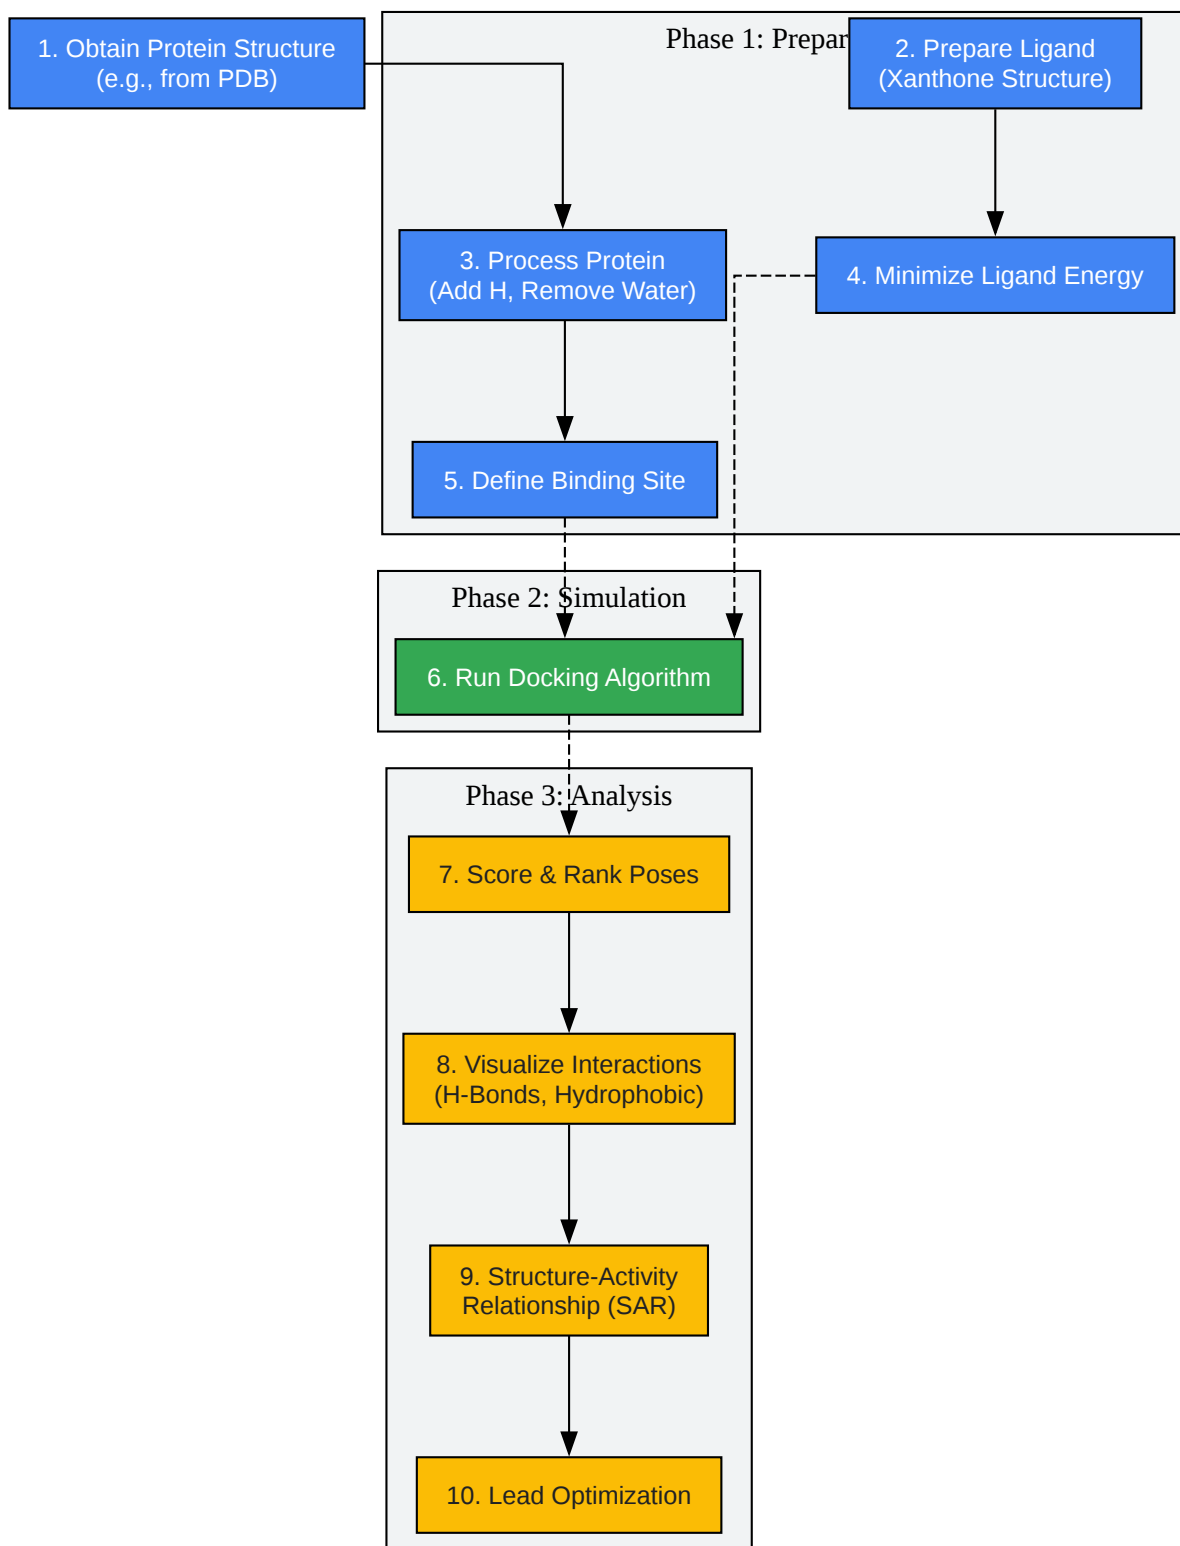 1. Obtain Protein Structure
(e.g., from PDB)
Phase 1: Prepar
2. Prepare Ligand
(Xanthone Structure)
3. Process Protein
(Add H, Remove Water)
4. Minimize Ligand Energy
5. Define Binding Site
Phase 2: Simulation
6. Run Docking Algorithm
Phase 3: Analysis
7. Score & Rank Poses
8. Visualize Interactions
(H-Bonds, Hydrophobic)
9. Structure-Activity
Relationship (SAR)
10. Lead Optimization